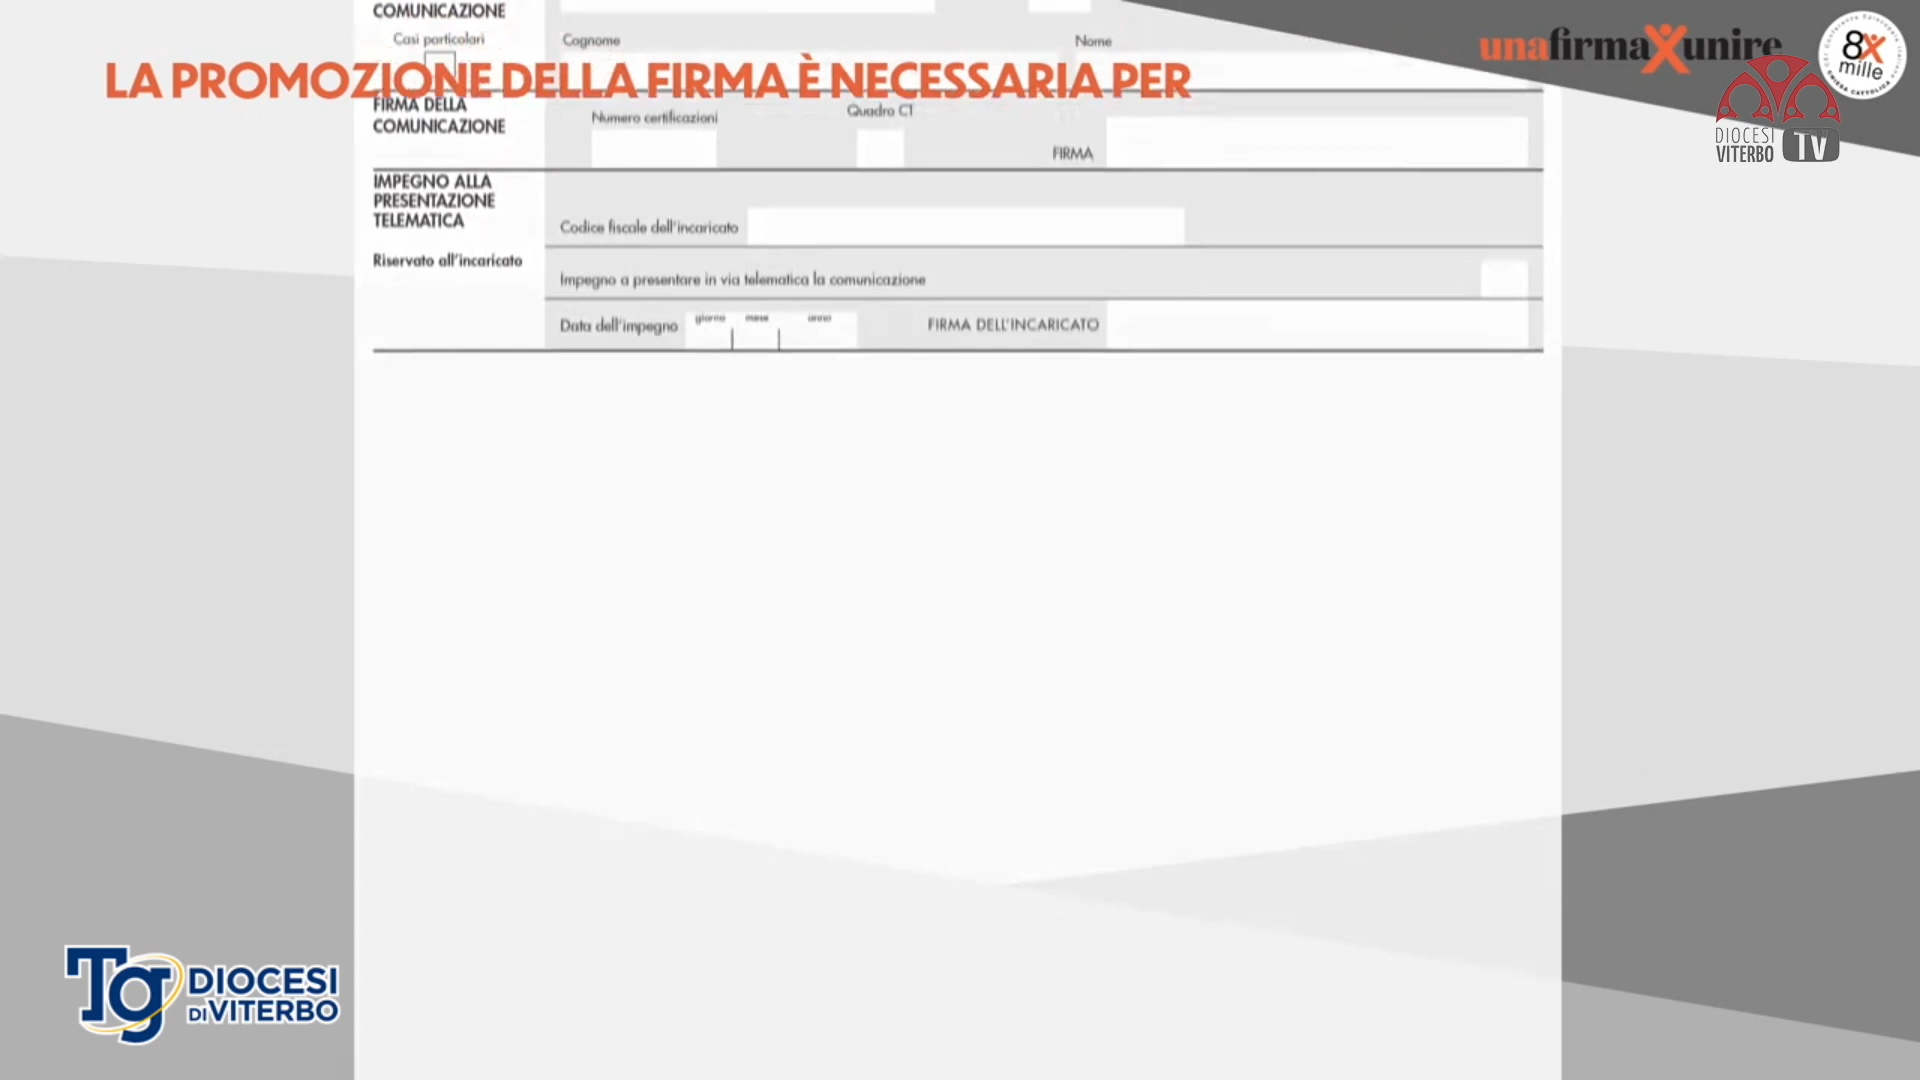 COMUNICAZIONE
Casi particolari
Cognome
Nome
unafirmaXunire
8x
mille
LA PROMOZIONE DELLA FIRMA È NECESSARIA PER
FIRMA DELLA
COMUNICAZIONE
Numero certificazioni
Quadro CT
FIRMA
DIOCESI
VITERBO
TV
IMPEGNO ALLA
PRESENTAZIONE
TELEMATICA
Codice fiscale dell'incaricato
Riservato all'incaricato
Impegno a presentare in via telematica la comunicazione
Data dell'impegno
giorno
mese
anno
FIRMA DELL'INCARICATO
Tg DIOCESI
DI VITERBO